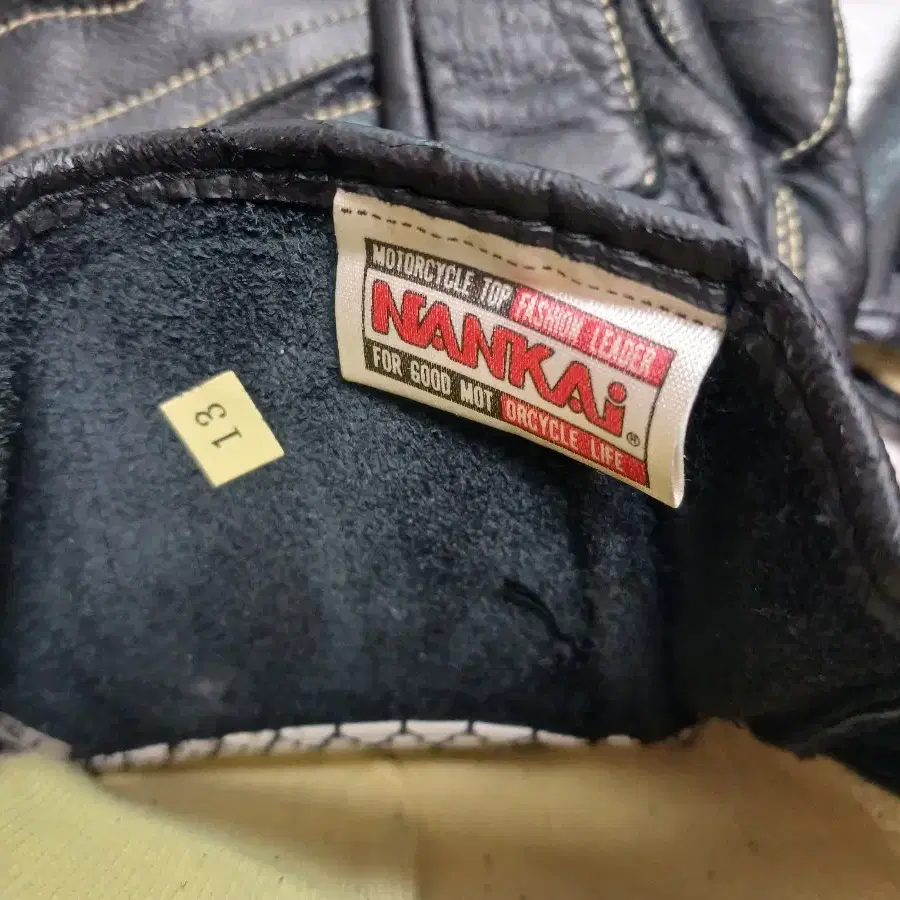 MOTORCYCLE TOP FASHION LEADER
NANKAi®
FOR GOOD MOT ORCYCLE LIFE
13